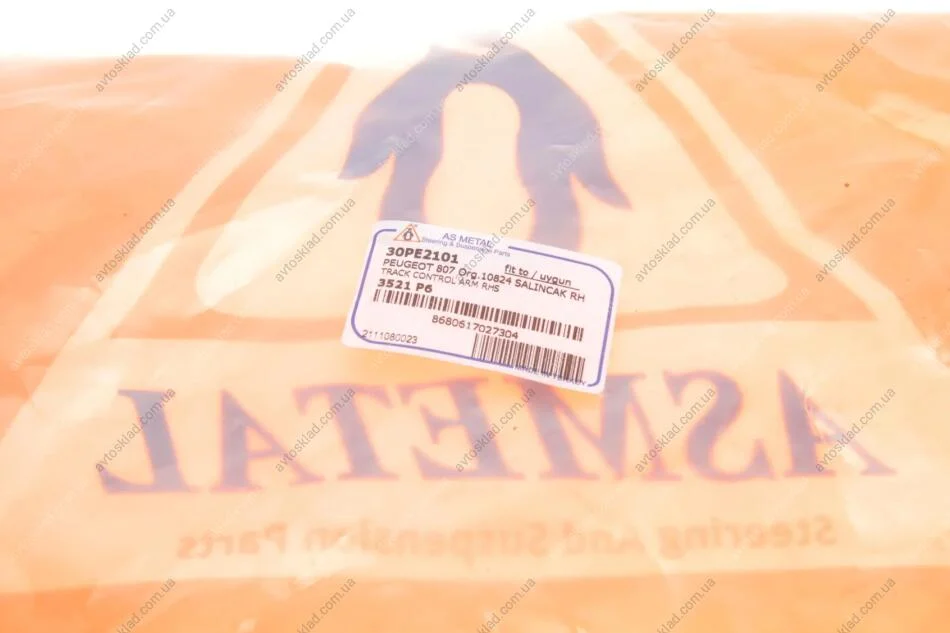 AS METAL
Steering & Suspension Parts
30PE2101 fit to / uygun
PEUGEOT 807 Org.10824 SALINCAK RH
TRACK CONTROL ARM RHS
3521 P6
8680617027304
2111080023
ASMETAL
Steering And Suspension Parts
avtosklad.com.ua